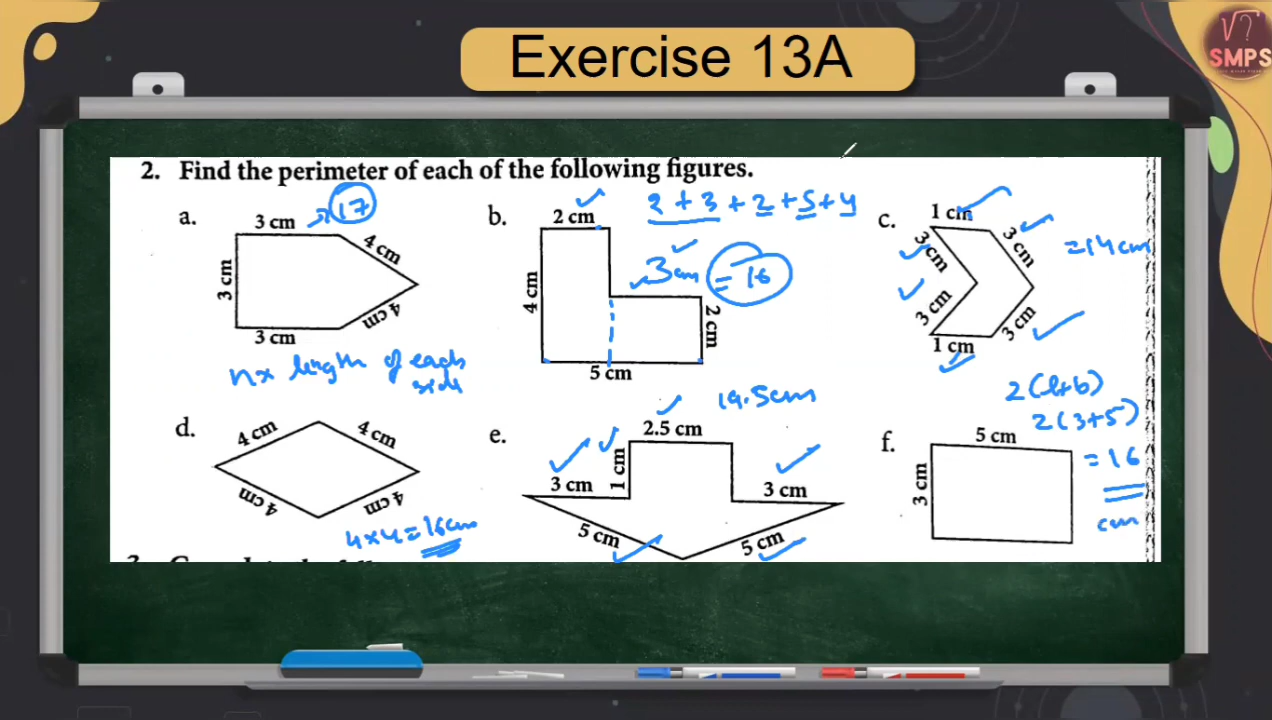 Exercise 13A
√?
SMPS
2. Find the perimeter of each of the following figures.
a.
3 cm
17
4 cm
3 cm
4 cm
3 cm
n× length of each
side
b.
2 cm
2 + 3 + 2 + 5 + 4
3cm
= 16
4 cm
2 cm
5 cm
c.
1 cm
3 cm
3 cm
= 14 cm
3 cm
3 cm
1 cm
d.
4 cm
4 cm
4 cm
4 cm
4×4=16cm
e.
19.5cm
2.5 cm
1 cm
3 cm
3 cm
5 cm
5 cm
2(l+b)
2(3+5)
f.
5 cm
= 16
3 cm
cm